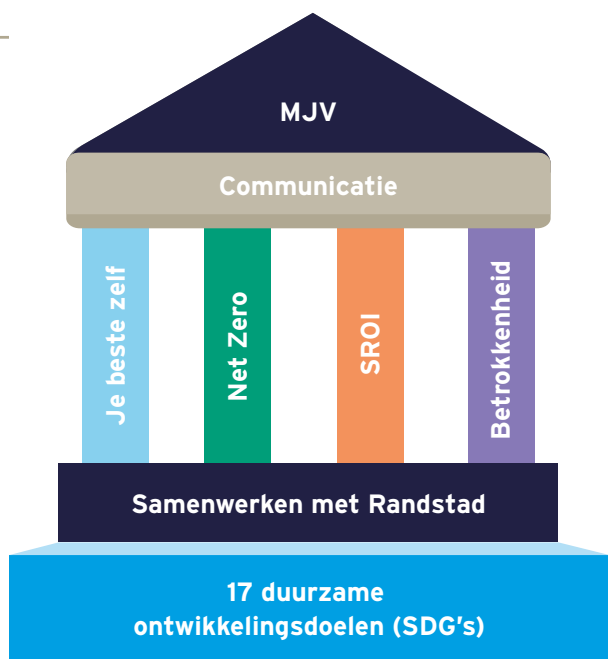 MJV
Communicatie
Je beste zelf
Net Zero
SROI
Betrokkenheid
Samenwerken met Randstad
17 duurzame
ontwikkelingsdoelen (SDG's)